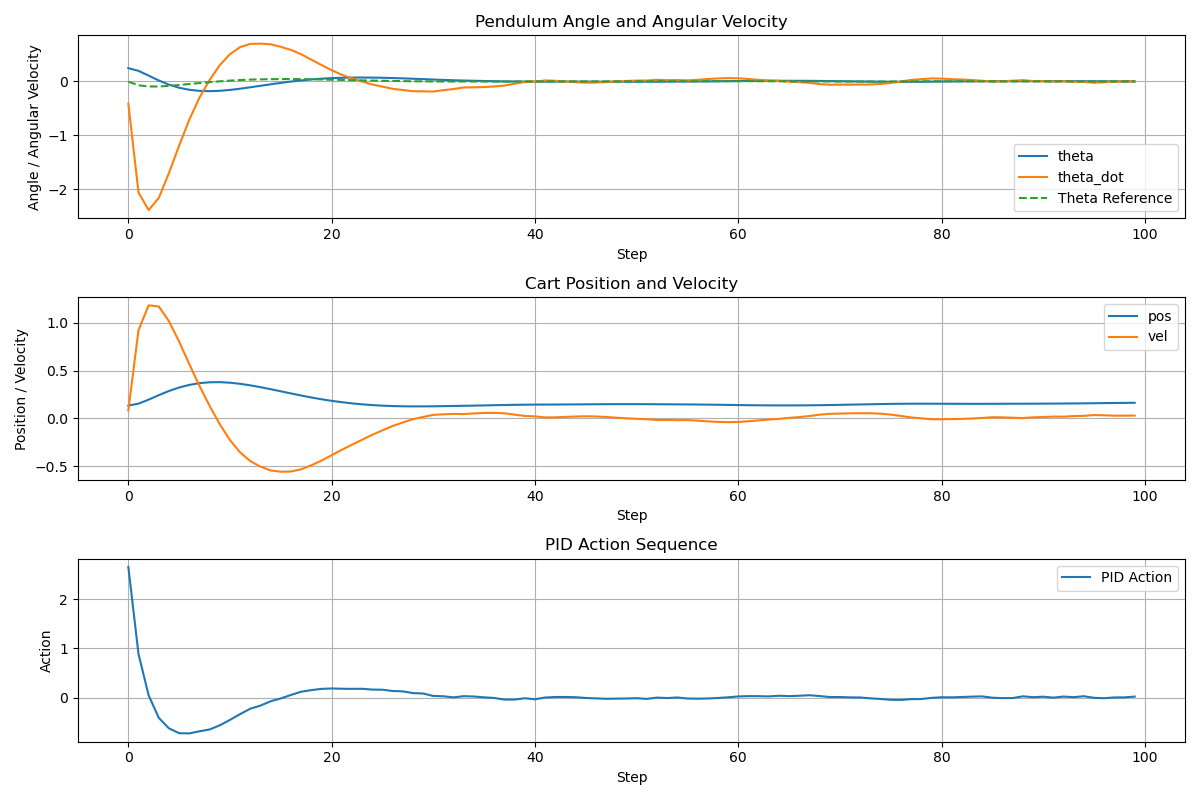 Pendulum Angle and Angular Velocity
Angle / Angular Velocity
0
−1
−2
theta
theta_dot
Theta Reference
0 20 40 60 80 100
Step
Cart Position and Velocity
Position / Velocity
1.0
0.5
0.0
−0.5
pos
vel
0 20 40 60 80 100
Step
PID Action Sequence
Action
2
1
0
PID Action
0 20 40 60 80 100
Step